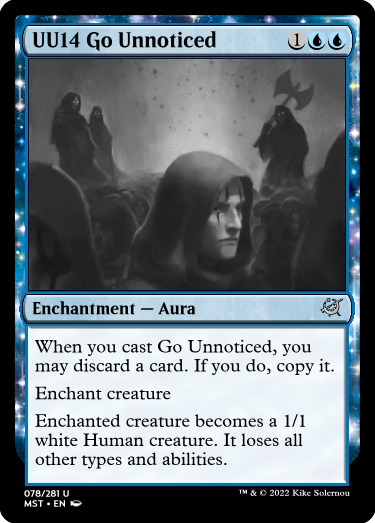 UU14 Go Unnoticed 1
Enchantment — Aura
When you cast Go Unnoticed, you
may discard a card. If you do, copy it.
Enchant creature
Enchanted creature becomes a 1/1
white Human creature. It loses all
other types and abilities.
078/281 U
MST • EN ™ & © 2022 Kike Solernou